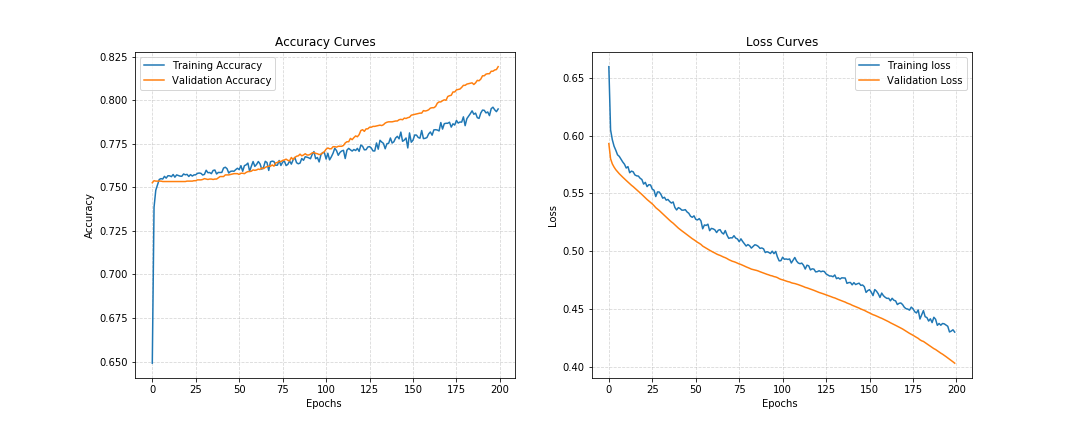 Accuracy Curves
Training Accuracy
Validation Accuracy
0.825
0.800
0.775
0.750
0.725
0.700
0.675
0.650
Accuracy
0 25 50 75 100 125 150 175 200
Epochs
Loss Curves
Training loss
Validation Loss
0.65
0.60
0.55
0.50
0.45
0.40
Loss
0 25 50 75 100 125 150 175 200
Epochs